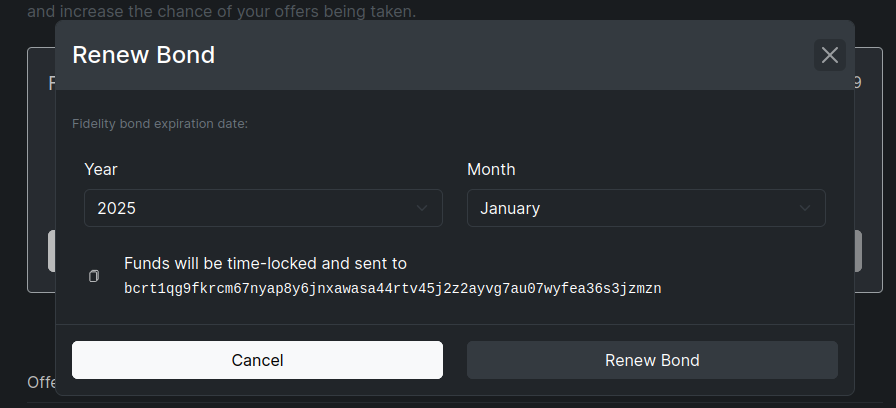 and increase the chance of your offers being taken.
Renew Bond
9
Fidelity bond expiration date:
Year
Month
2025
January
Funds will be time-locked and sent to
bcrt1qg9fkrcm67nyap8y6jnxawasa44rtv45j2z2ayvg7au07wyfea36s3jzmzn
Cancel
Renew Bond